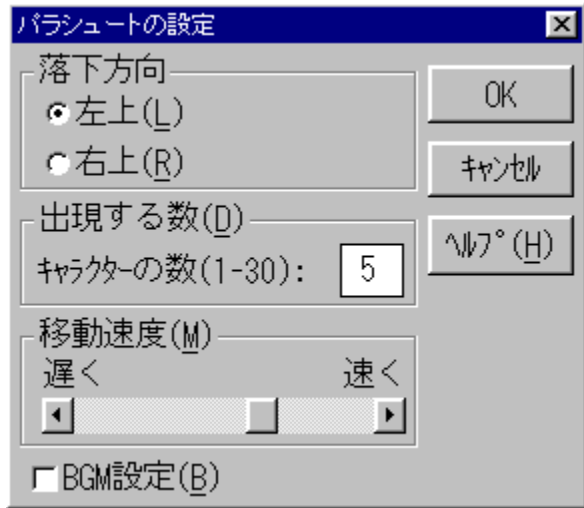 パラシュートの設定
落下方向
左上(L)
右上(R)
OK
キャンセル
ﾍﾙﾌﾟ(H)
出現する数(D)
ｷｬﾗｸﾀｰの数(1-30): 5
移動速度(M)
遅く 速く
BGM設定(B)